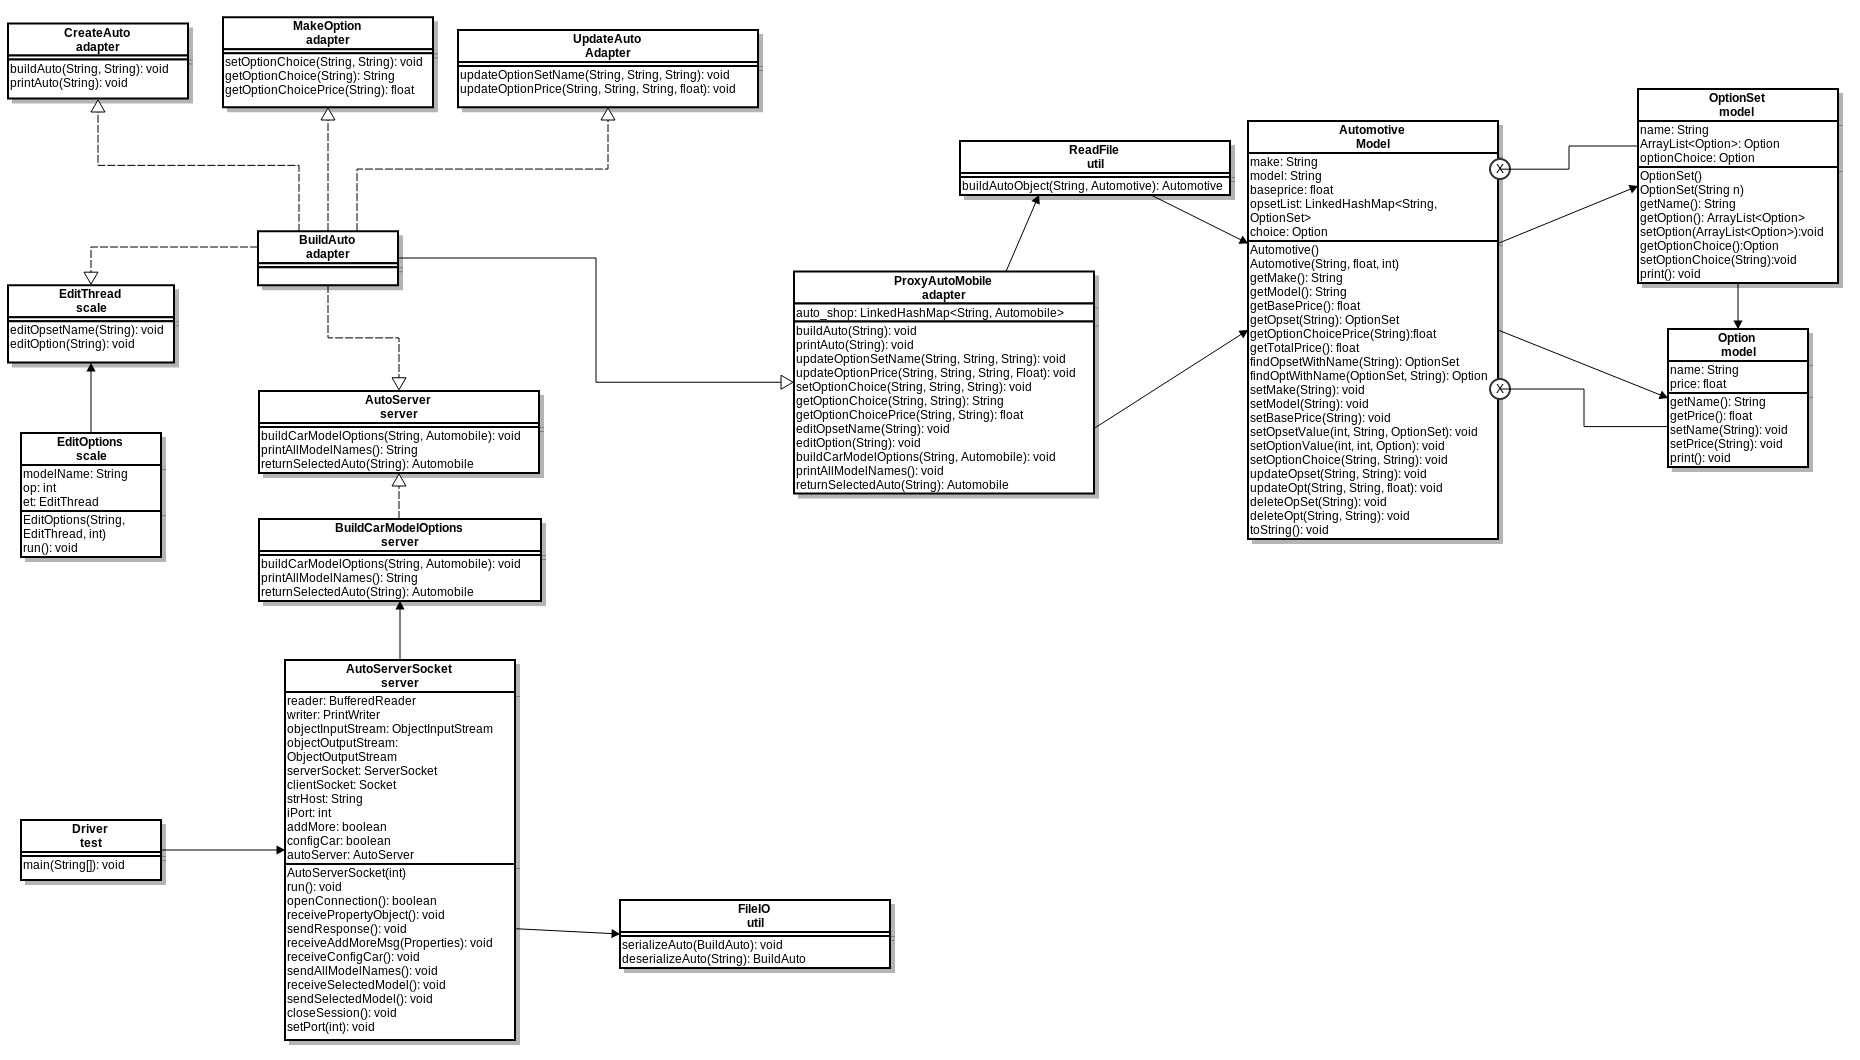 CreateAuto
adapter
buildAuto(String, String): void
printAuto(String): void
MakeOption
adapter
setOptionChoice(String, String): void
getOptionChoice(String): String
getOptionChoicePrice(String): float
UpdateAuto
Adapter
updateOptionSetName(String, String, String): void
updateOptionPrice(String, String, String, float): void
BuildAuto
adapter
EditThread
scale
editOpsetName(String): void
editOption(String): void
EditOptions
scale
modelName: String
op: int
et: EditThread
EditOptions(String,
EditThread, int)
run(): void
AutoServer
server
buildCarModelOptions(String, Automobile): void
printAllModelNames(): String
returnSelectedAuto(String): Automobile
BuildCarModelOptions
server
buildCarModelOptions(String, Automobile): void
printAllModelNames(): String
returnSelectedAuto(String): Automobile
AutoServerSocket
server
reader: BufferedReader
writer: PrintWriter
objectInputStream: ObjectInputStream
objectOutputStream:
ObjectOutputStream
serverSocket: ServerSocket
clientSocket: Socket
strHost: String
iPort: int
addMore: boolean
configCar: boolean
autoServer: AutoServer
AutoServerSocket(int)
run(): void
openConnection(): boolean
receivePropertyObject(): void
sendResponse(): void
receiveAddMoreMsg(Properties): void
receiveConfigCar(): void
sendAllModelNames(): void
receiveSelectedModel(): void
sendSelectedModel(): void
closeSession(): void
setPort(int): void
Driver
test
main(String[]): void
FileIO
util
serializeAuto(BuildAuto): void
deserializeAuto(String): BuildAuto
ReadFile
util
buildAutoObject(String, Automotive): Automotive
ProxyAutoMobile
adapter
auto_shop: LinkedHashMap<String, Automobile>
buildAuto(String): void
printAuto(String): void
updateOptionSetName(String, String, String): void
updateOptionPrice(String, String, String, Float): void
setOptionChoice(String, String, String): void
getOptionChoice(String, String): String
getOptionChoicePrice(String, String): float
editOpsetName(String): void
editOption(String): void
buildCarModelOptions(String, Automobile): void
printAllModelNames(): void
returnSelectedAuto(String): Automobile
Automotive
Model
make: String
model: String
baseprice: float
opsetList: LinkedHashMap<String,
OptionSet>
choice: Option
Automotive()
Automotive(String, float, int)
getMake(): String
getModel(): String
getBasePrice(): float
getOpset(String): OptionSet
getOptionChoicePrice(String):float
getTotalPrice(): float
findOpsetWithName(String): OptionSet
findOptWithName(OptionSet, String): Option
setMake(String): void
setModel(String): void
setBasePrice(String): void
setOpsetValue(int, String, OptionSet): void
setOptionValue(int, int, Option): void
setOptionChoice(String, String): void
updateOpset(String, String): void
updateOpt(String, String, float): void
deleteOpSet(String): void
deleteOpt(String, String): void
toString(): void
X
X
OptionSet
model
name: String
ArrayList<Option>: Option
optionChoice: Option
OptionSet()
OptionSet(String n)
getName(): String
getOption(): ArrayList<Option>
setOption(ArrayList<Option>):void
getOptionChoice():Option
setOptionChoice(String):void
print(): void
Option
model
name: String
price: float
getName(): String
getPrice(): float
setName(String): void
setPrice(String): void
print(): void